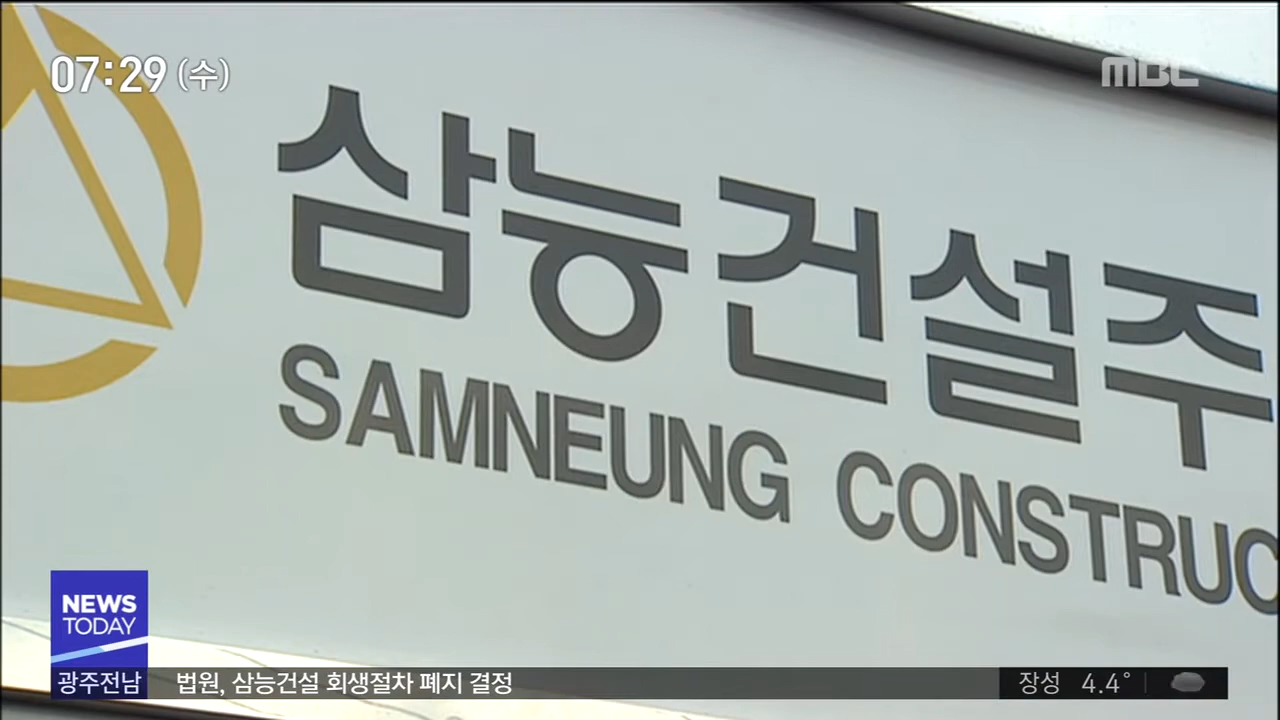 07:29 (수)
MBC
삼능건설주
SAMNEUNG CONSTRUC
NEWS
TODAY
광주전남 법원, 삼능건설 회생절차 폐지 결정 장성 4.4°